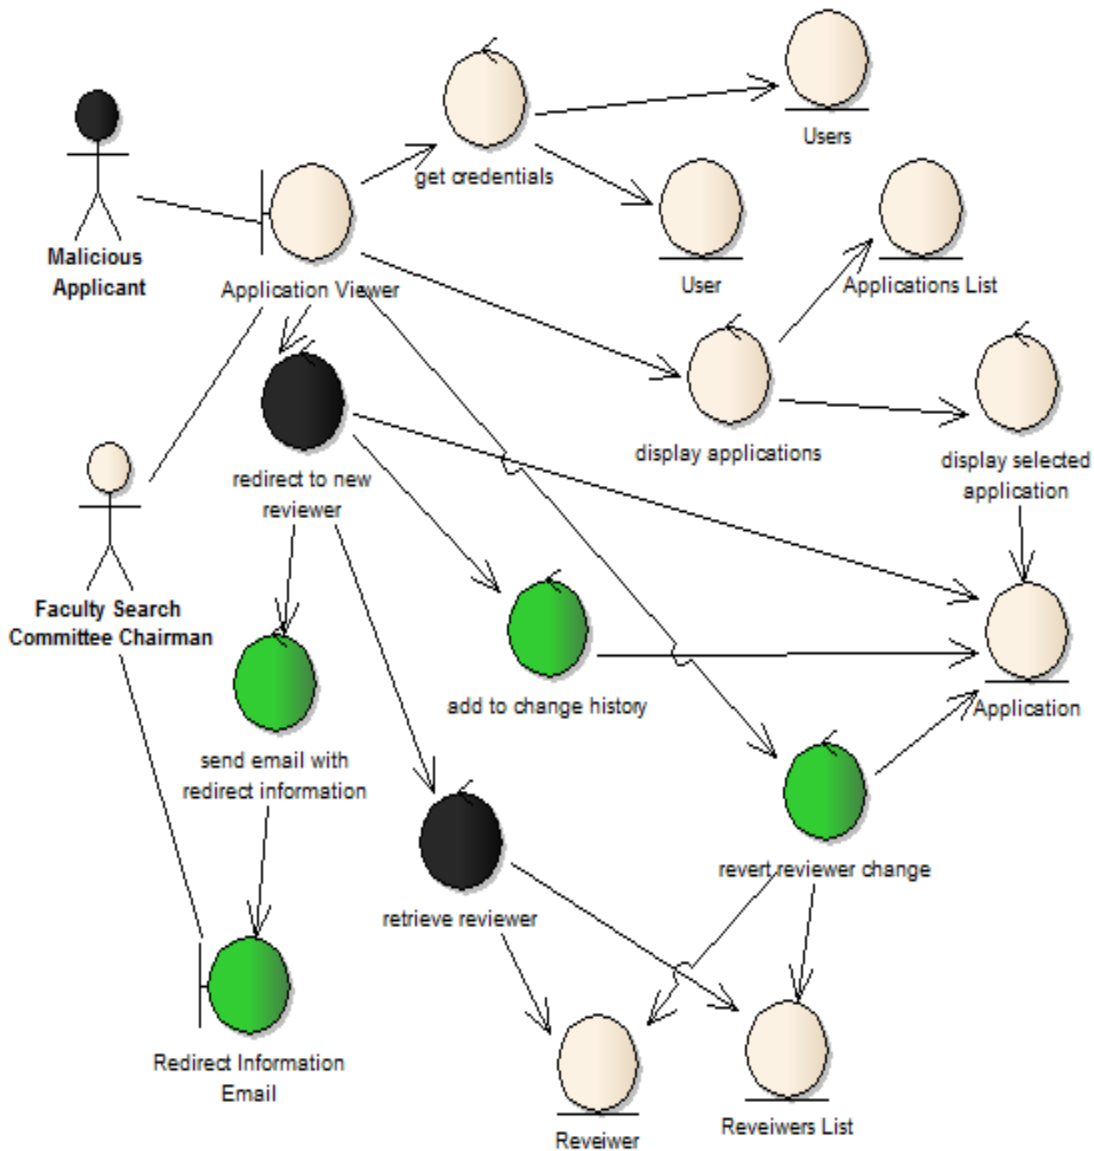 Users
get credentials
Malicious
Applicant
User
Applications List
Application Viewer
display applications
display selected
application
redirect to new
reviewer
Faculty Search
Committee Chairman
add to change history
Application
send email with
redirect information
revert reviewer change
retrieve reviewer
Redirect Information
Email
Reveiwer
Reveiwers List